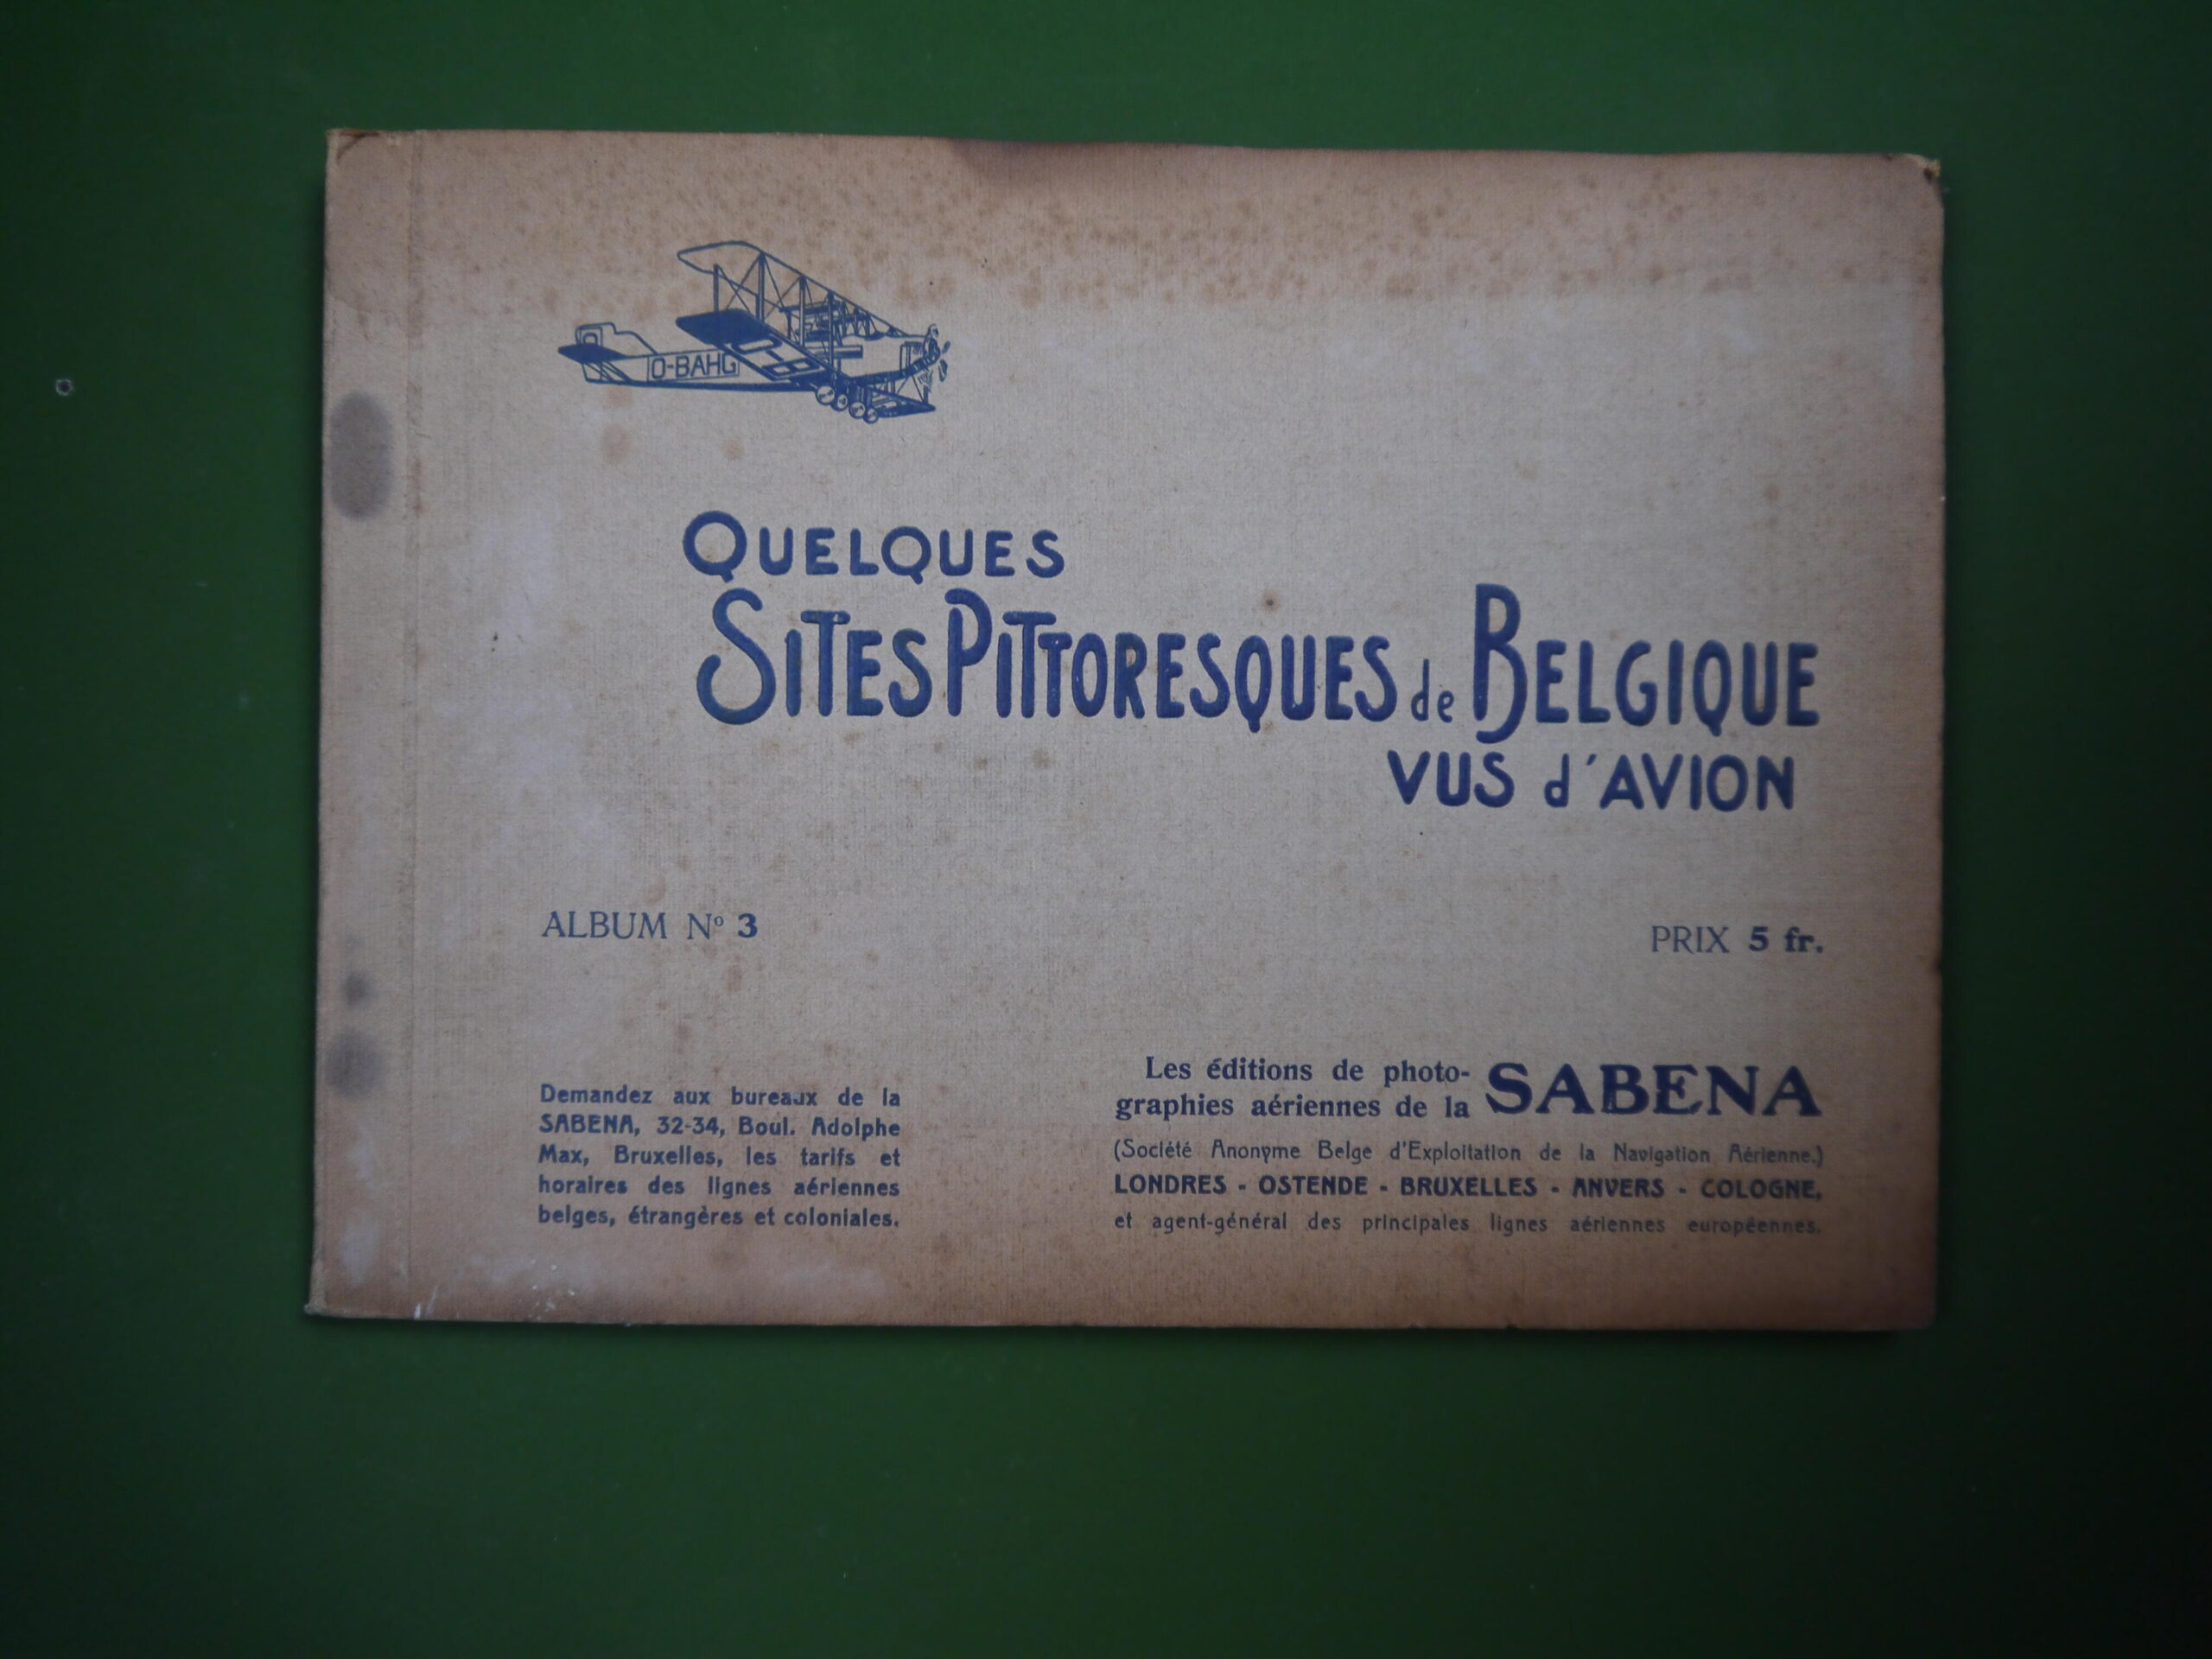 O-BAHG
QUELQUES
SITES PITTORESQUES de BELGIQUE
VUS d'AVION
ALBUM Nº 3
PRIX 5 fr.
Demandez aux bureaux de la
SABENA, 32-34, Boul. Adolphe
Max, Bruxelles, les tarifs et
horaires des lignes aériennes
belges, étrangères et coloniales.
Les éditions de photo-
graphies aériennes de la SABENA
(Société Anonyme Belge d'Exploitation de la Navigation Aérienne.)
LONDRES - OSTENDE - BRUXELLES - ANVERS - COLOGNE,
et agent-général des principales lignes aériennes européennes.